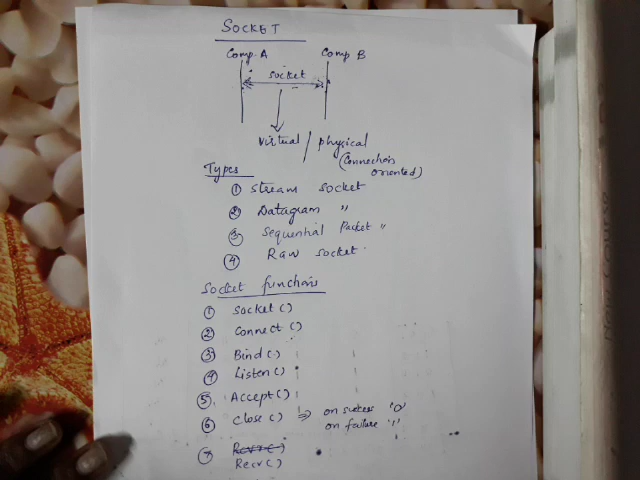 SOCKET
Comp. A Comp B
socket
virtual / physical
(Connection oriented)
Types
① Stream socket
② Datagram "
③ Sequential Packet "
④ Raw socket
Socket functions
① Socket ()
② Connect ()
③ Bind ()
④ Listen ()
⑤ Accept ()
⑥ Close () ⇒ on success '0'
on failure '1'
⑦
Recv ()